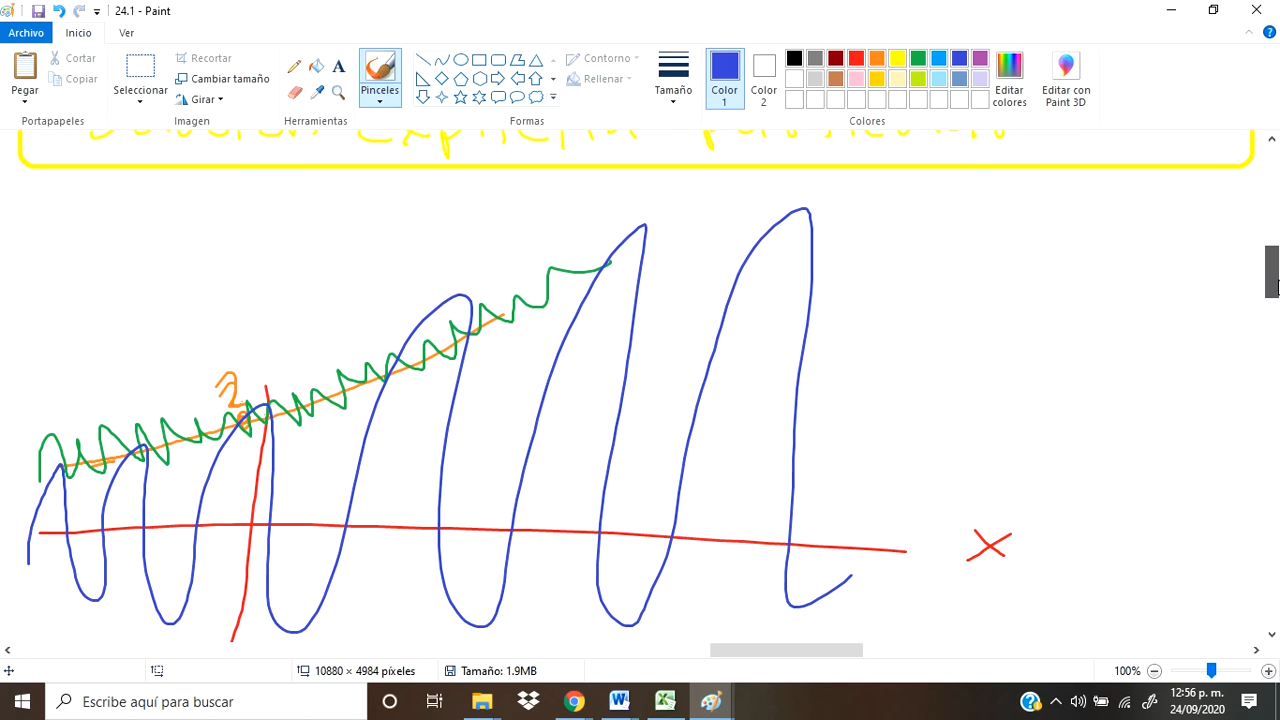 24.1 - Paint
Archivo Inicio Ver
Pegar
Cortar
Copiar
Portapapeles
Seleccionar
Recortar
Cambiar tamaño
Girar
Imagen
A
Herramientas
Pinceles
Contorno
Rellenar
Formas
Tamaño
Color 1
Color 2
Editar colores
Editar con Paint 3D
Colores
2
X
10880 × 4984 píxeles
Tamaño: 1.9MB
100%
Escribe aquí para buscar
12:56 p. m.
24/09/2020